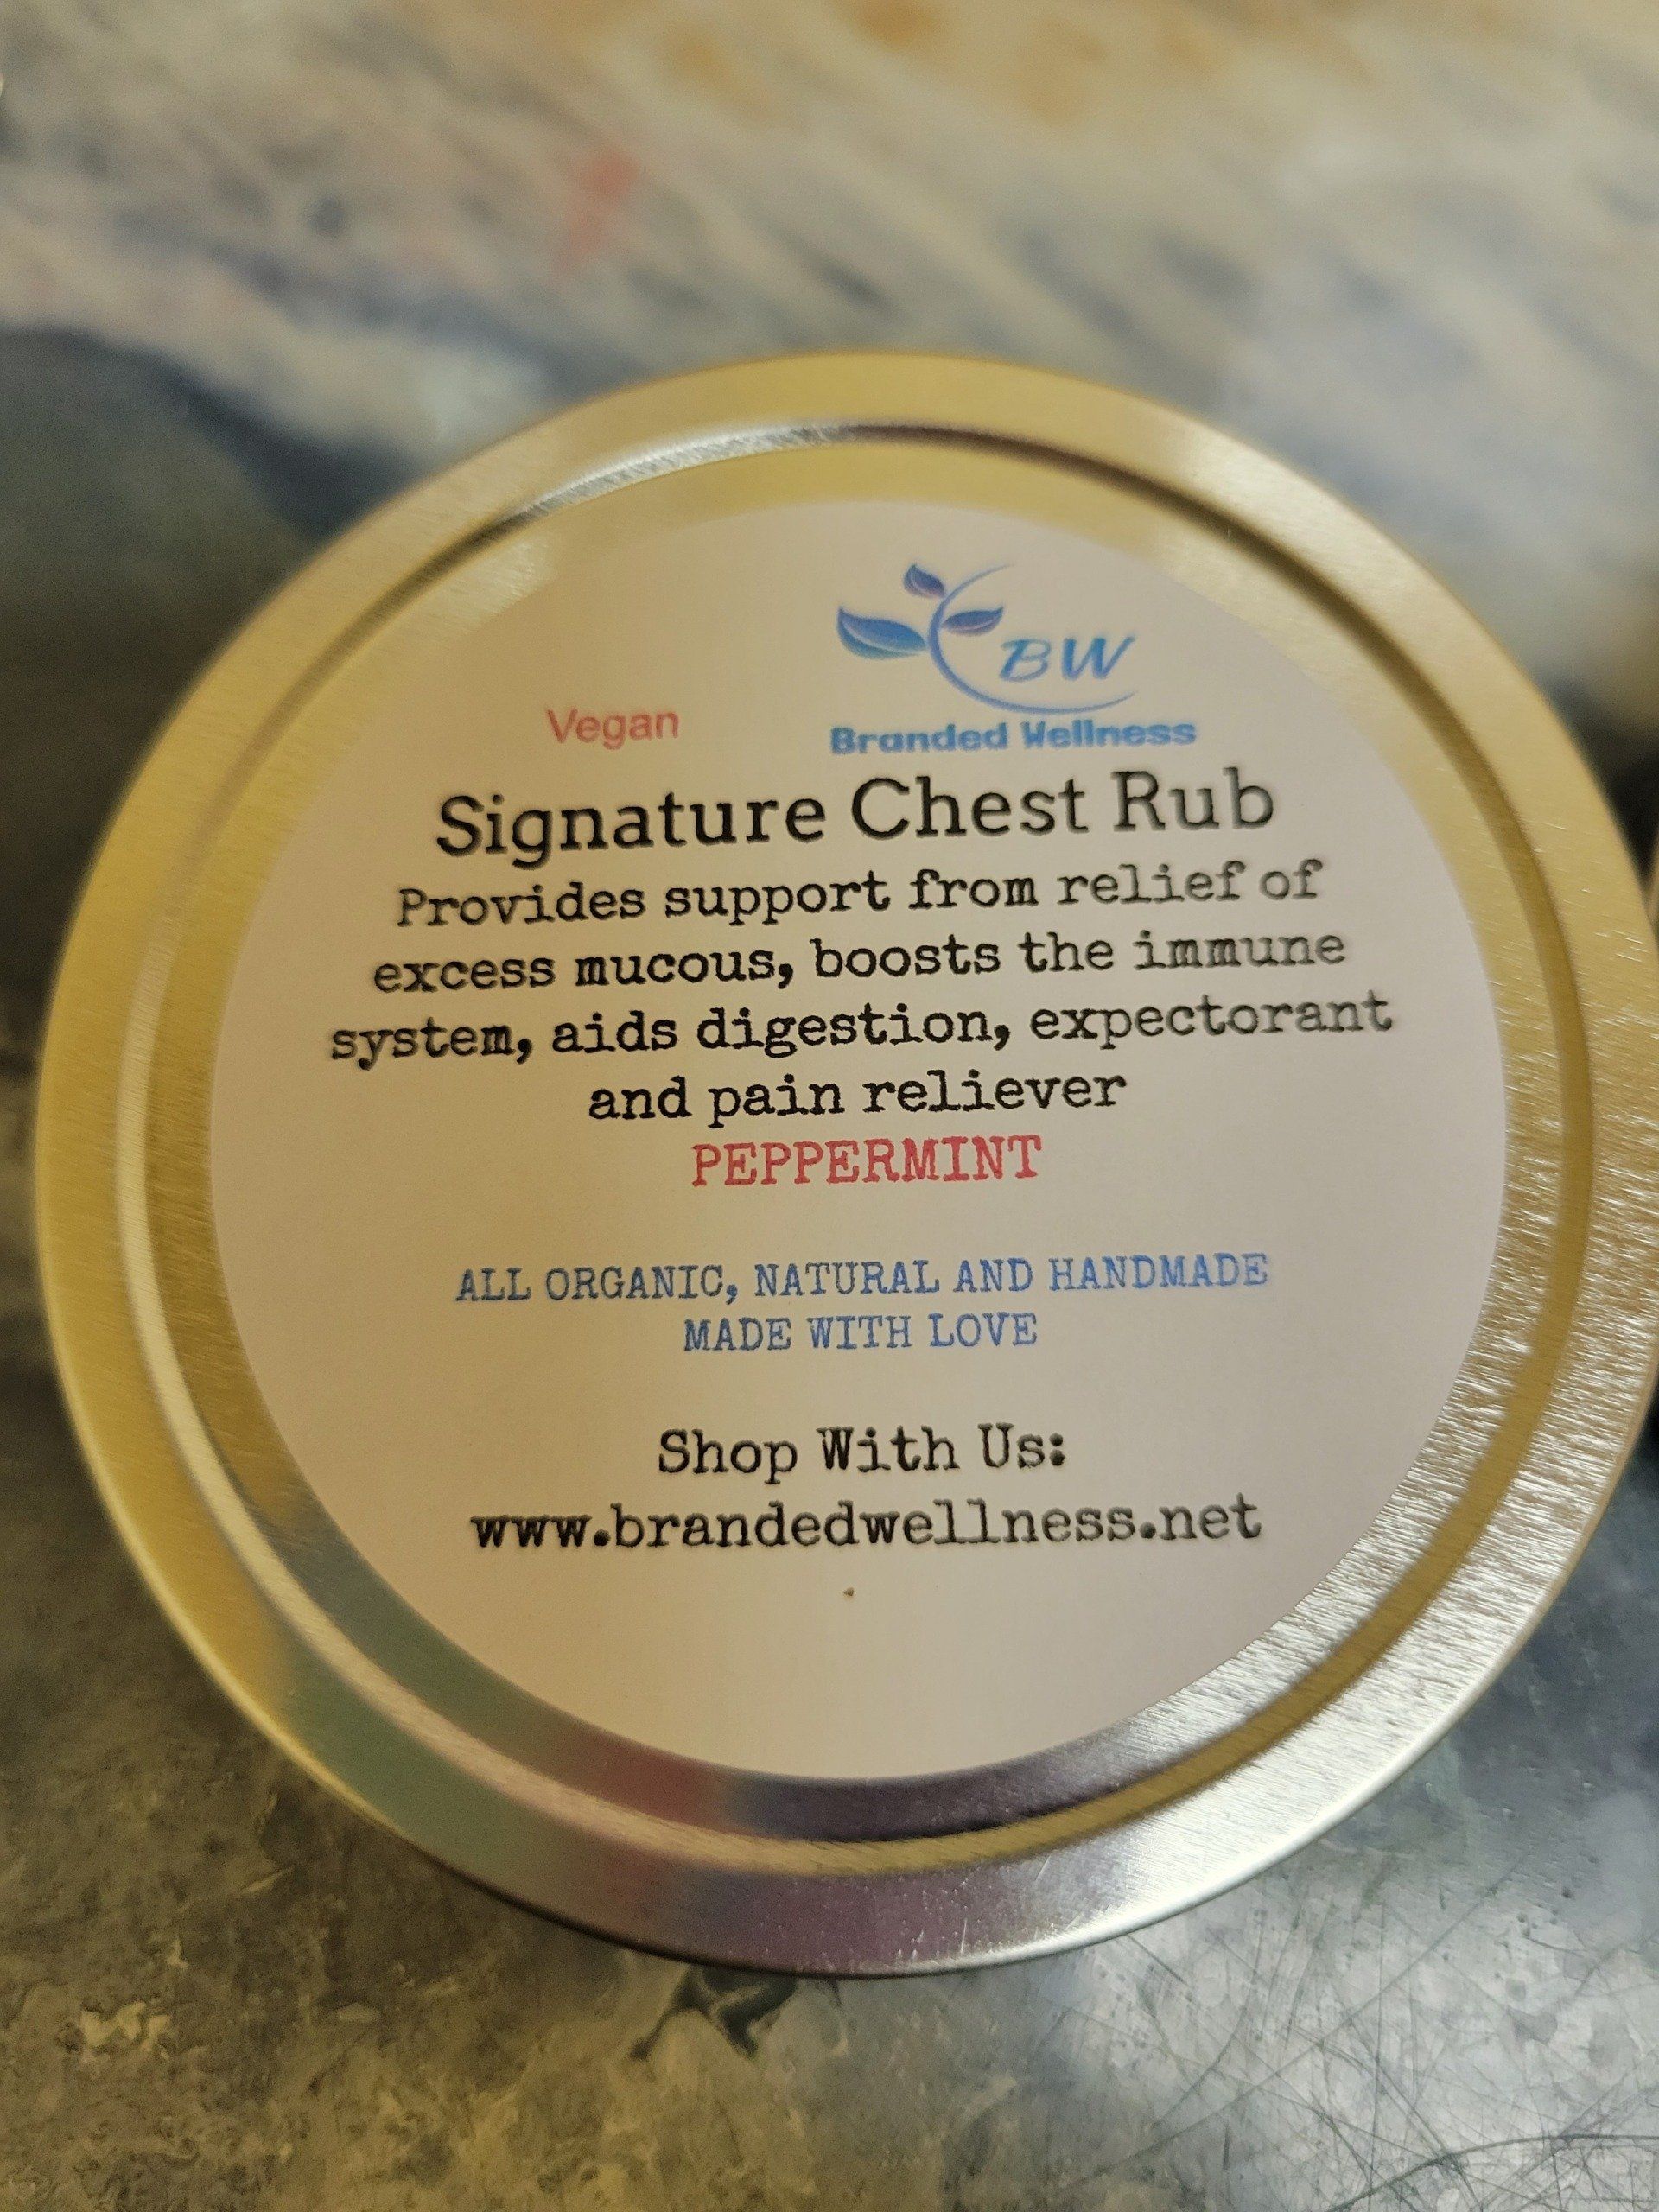 BW
Vegan
Branded Wellness
Signature Chest Rub
Provides support from relief of
excess mucous, boosts the immune
system, aids digestion, expectorant
and pain reliever
PEPPERMINT
ALL ORGANIC, NATURAL AND HANDMADE
MADE WITH LOVE
Shop With Us:
www.brandedwellness.net